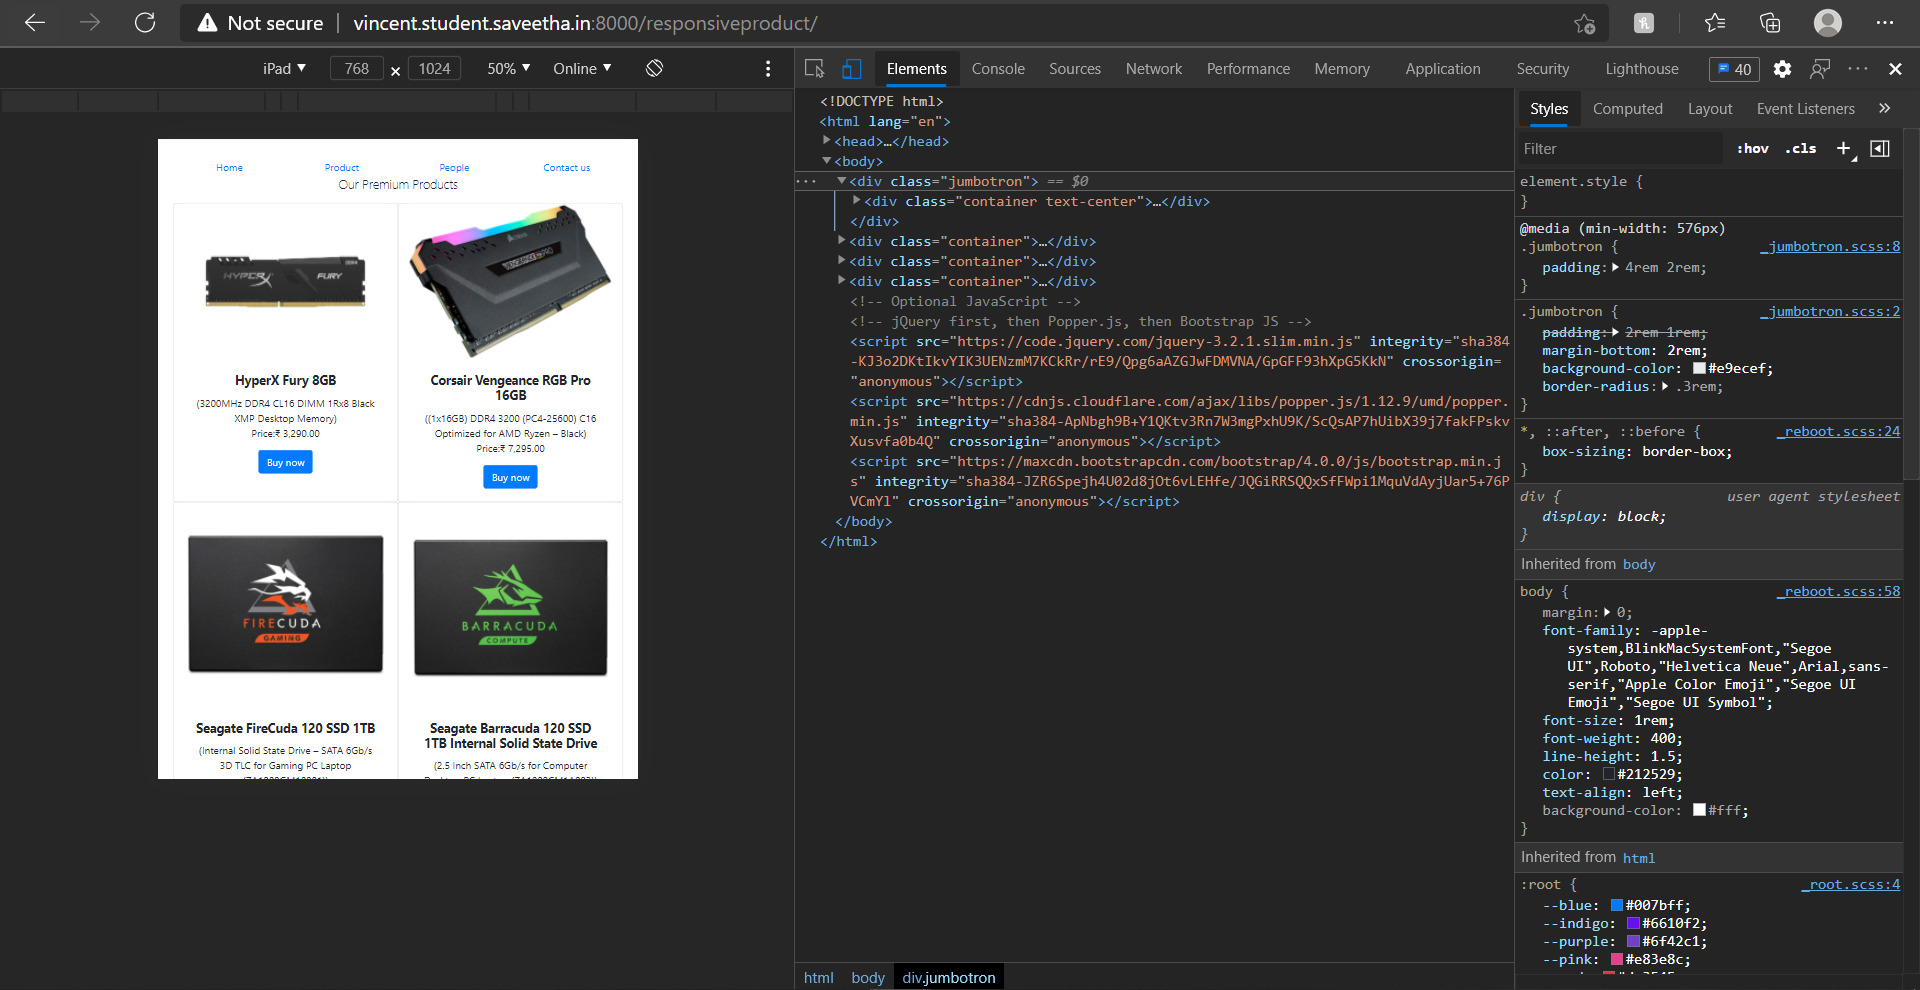 Not secure | vincent.student.saveetha.in:8000/responsiveproduct/
iPad ▼ 768 x 1024 50% ▼ Online ▼
Home Product People Contact us
Our Premium Products
HYPERX FURY
VENGEANCE RGB PRO
HyperX Fury 8GB
(3200MHz DDR4 CL16 DIMM 1Rx8 Black
XMP Desktop Memory)
Price:₹ 3,290.00
Buy now
Corsair Vengeance RGB Pro
16GB
((1x16GB) DDR4 3200 (PC4-25600) C16
Optimized for AMD Ryzen – Black)
Price:₹ 7,295.00
Buy now
FIRECUDA
GAMING
BARRACUDA
COMPUTE
Seagate FireCuda 120 SSD 1TB
(Internal Solid State Drive – SATA 6Gb/s
3D TLC for Gaming PC Laptop
Seagate Barracuda 120 SSD
1TB Internal Solid State Drive
(2.5 Inch SATA 6Gb/s for Computer
Elements Console Sources Network Performance Memory Application Security Lighthouse 40
<!DOCTYPE html>
<html lang="en">
<head>…</head>
<body>
<div class="jumbotron"> == $0
<div class="container text-center">…</div>
</div>
<div class="container">…</div>
<div class="container">…</div>
<div class="container">…</div>
<!-- Optional JavaScript -->
<!-- jQuery first, then Popper.js, then Bootstrap JS -->
<script src="https://code.jquery.com/jquery-3.2.1.slim.min.js" integrity="sha384
-KJ3o2DKtIkvYIK3UENzmM7KCkRr/rE9/Qpg6aAZGJwFDMVNA/GpGFF93hXpG5KkN" crossorigin=
"anonymous"></script>
<script src="https://cdnjs.cloudflare.com/ajax/libs/popper.js/1.12.9/umd/popper.
min.js" integrity="sha384-ApNbgh9B+Y1QKtv3Rn7W3mgPxhU9K/ScQsAP7hUibX39j7fakFPskv
Xusvfa0b4Q" crossorigin="anonymous"></script>
<script src="https://maxcdn.bootstrapcdn.com/bootstrap/4.0.0/js/bootstrap.min.j
s" integrity="sha384-JZR6Spejh4U02d8jOt6vLEHfe/JQGiRRSQQxSfFWpi1MquVdAyjUar5+76P
VCmYl" crossorigin="anonymous"></script>
</body>
</html>
html body div.jumbotron
Styles Computed Layout Event Listeners
Filter :hov .cls +
element.style {
}
@media (min-width: 576px)
.jumbotron { _jumbotron.scss:8
padding: 4rem 2rem;
}
.jumbotron { _jumbotron.scss:2
padding: 2rem 1rem;
margin-bottom: 2rem;
background-color: #e9ecef;
border-radius: .3rem;
}
*, ::after, ::before { _reboot.scss:24
box-sizing: border-box;
}
div { user agent stylesheet
display: block;
}
Inherited from body
body { _reboot.scss:58
margin: 0;
font-family: -apple-
system,BlinkMacSystemFont,"Segoe
UI",Roboto,"Helvetica Neue",Arial,sans-
serif,"Apple Color Emoji","Segoe UI
Emoji","Segoe UI Symbol";
font-size: 1rem;
font-weight: 400;
line-height: 1.5;
color: #212529;
text-align: left;
background-color: #fff;
}
Inherited from html
:root { _root.scss:4
--blue: #007bff;
--indigo: #6610f2;
--purple: #6f42c1;
--pink: #e83e8c;